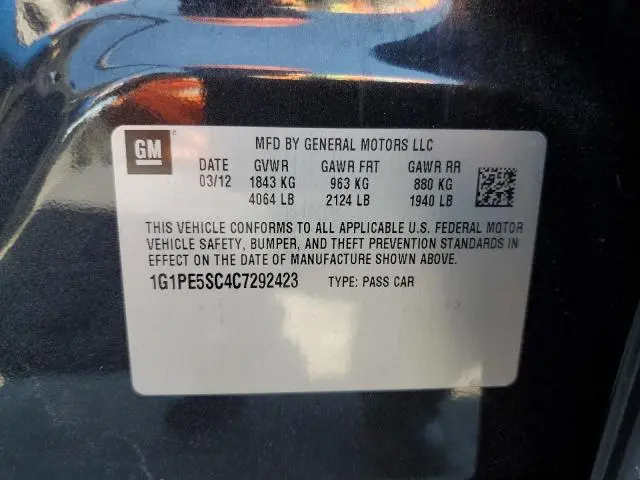 GM
MFD BY GENERAL MOTORS LLC
DATE GVWR GAWR FRT GAWR RR
03/12 1843 KG 963 KG 880 KG
4064 LB 2124 LB 1940 LB
THIS VEHICLE CONFORMS TO ALL APPLICABLE U.S. FEDERAL MOTOR
VEHICLE SAFETY, BUMPER, AND THEFT PREVENTION STANDARDS IN
EFFECT ON THE DATE OF MANUFACTURE SHOWN ABOVE.
1G1PE5SC4C7292423 TYPE: PASS CAR